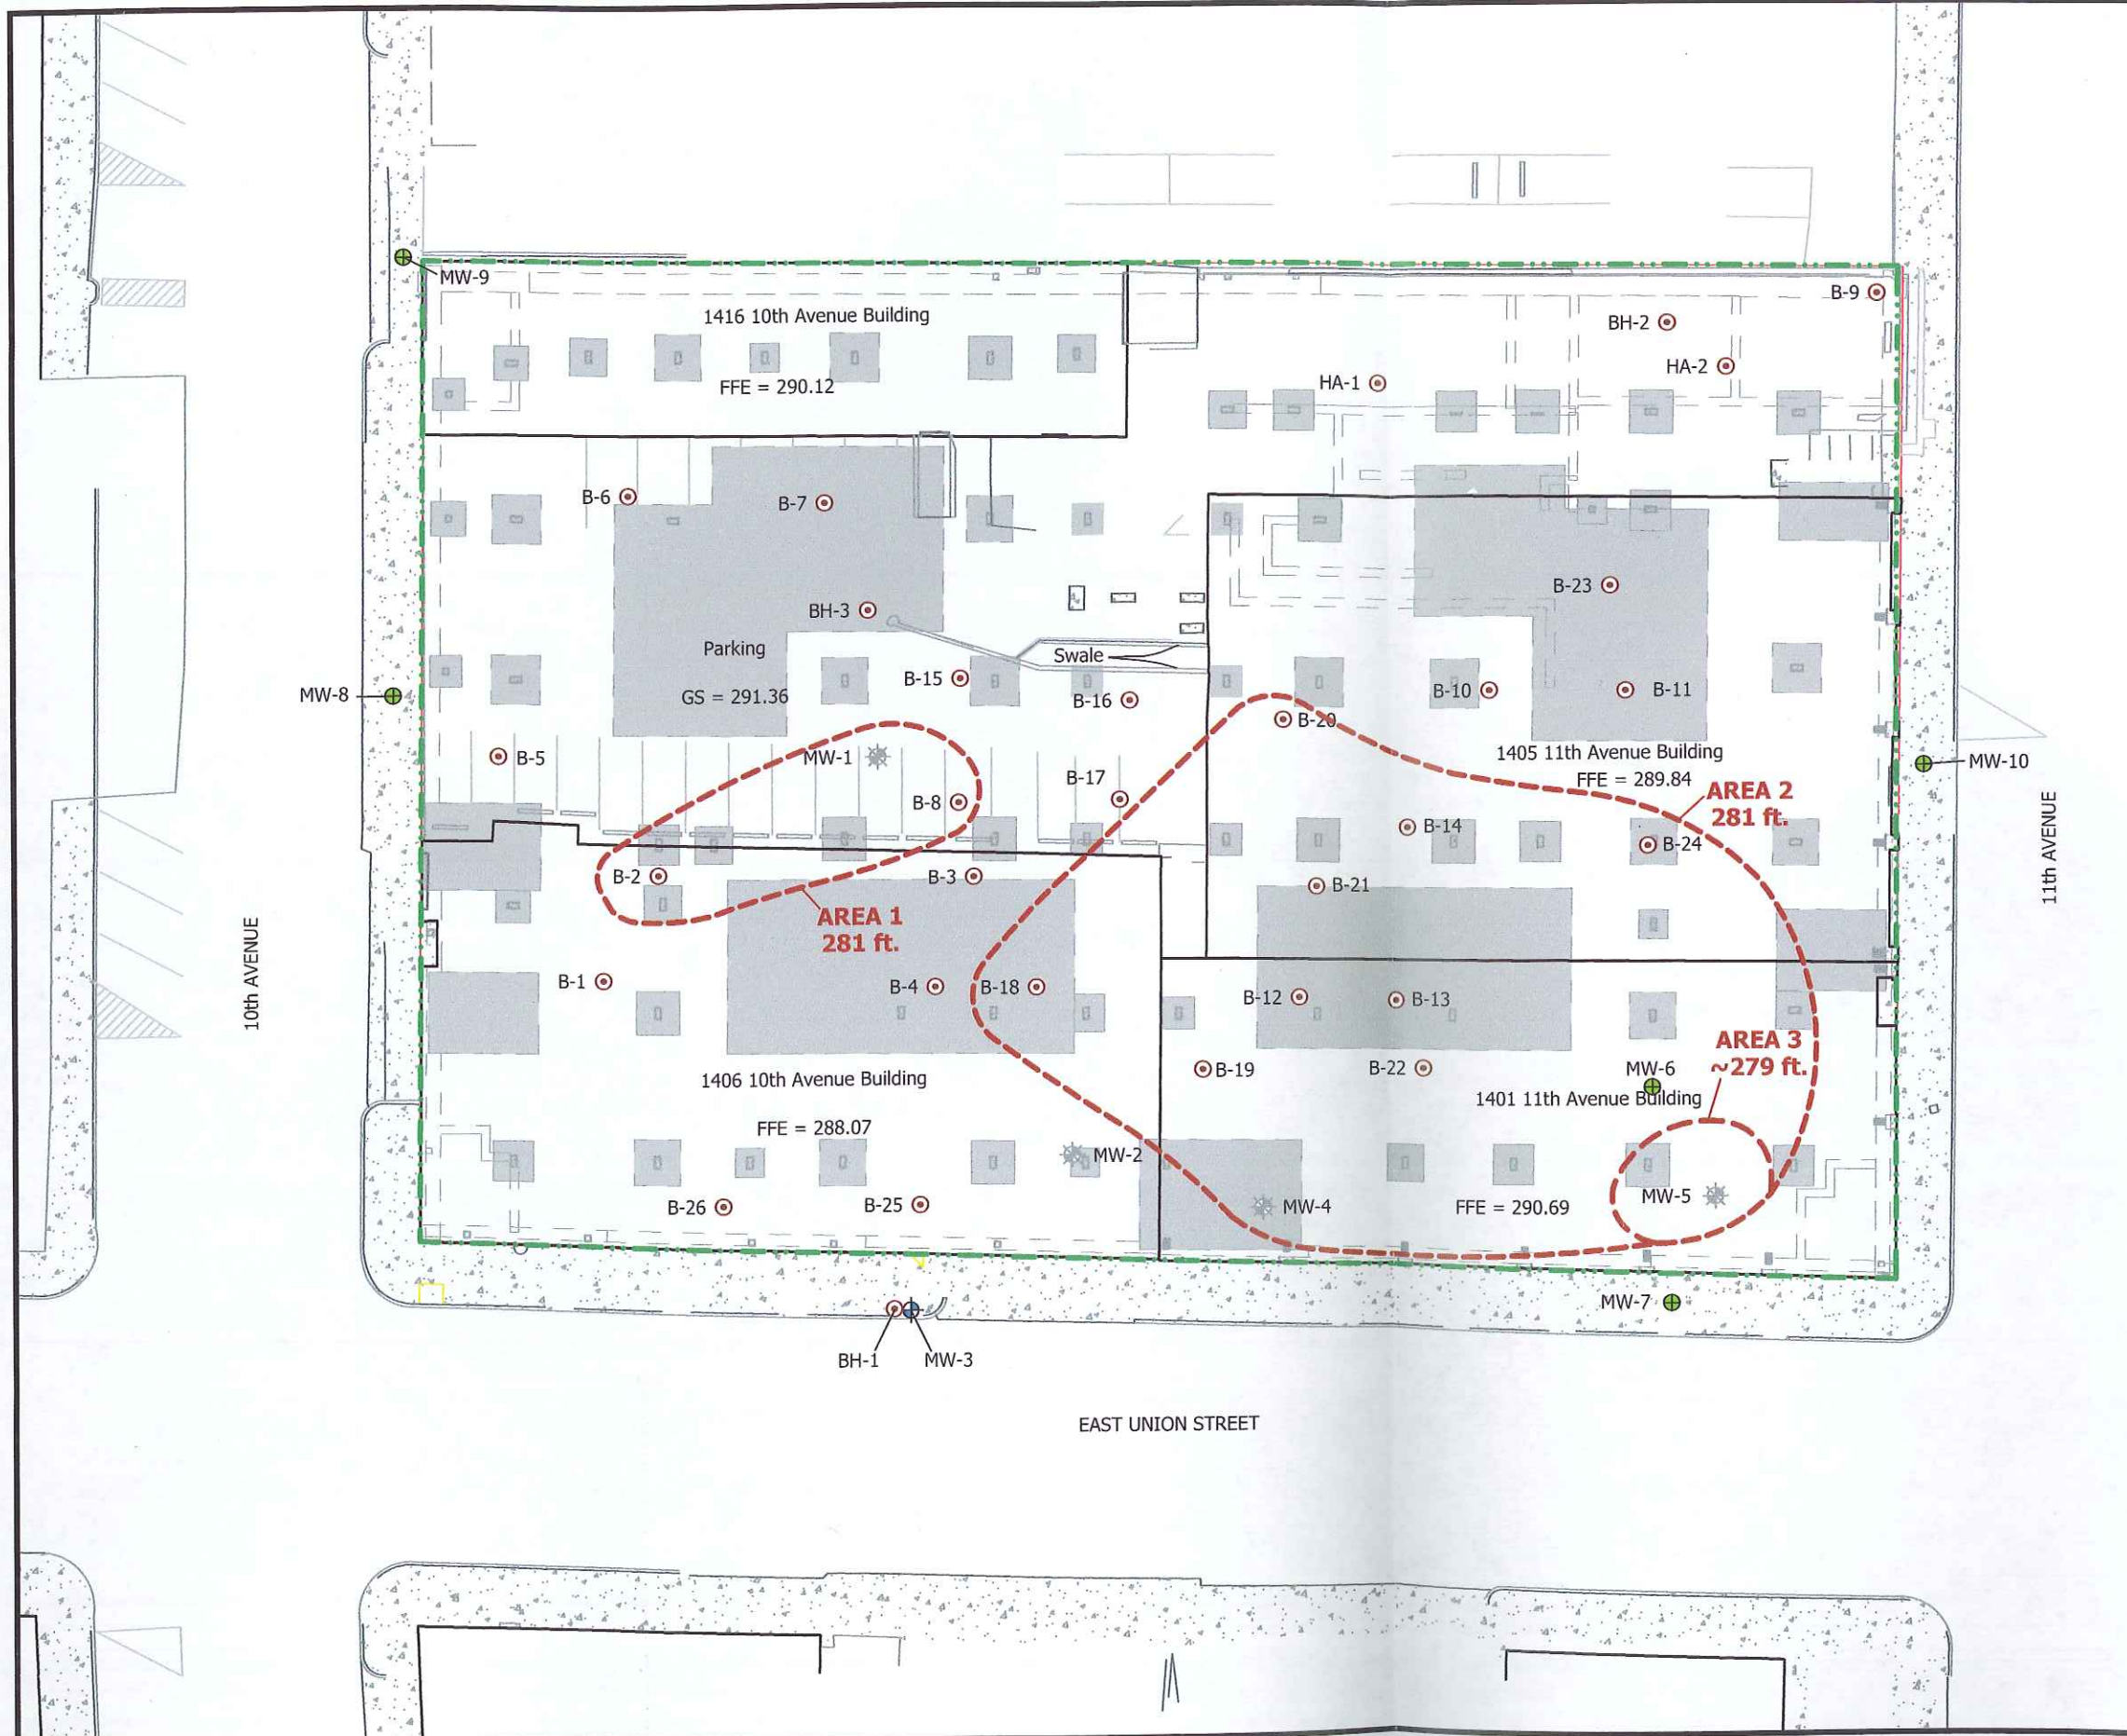 MW-9
B-9
1416 10th Avenue Building
BH-2
HA-2
HA-1
FFE = 290.12
B-6
B-7
B-23
BH-3
Parking
Swale
MW-8
B-15
B-10
B-11
GS = 291.36
B-16
B-20
B-5
MW-1
1405 11th Avenue Building
MW-10
B-17
FFE = 289.84
AREA 2
281 ft.
B-8
B-14
B-24
11th AVENUE
B-2
B-3
B-21
AREA 1
281 ft.
10th AVENUE
B-1
B-4
B-18
B-12
B-13
AREA 3
~279 ft.
B-19
B-22
MW-6
1406 10th Avenue Building
1401 11th Avenue Building
FFE = 288.07
MW-2
MW-5
B-26
B-25
MW-4
FFE = 290.69
MW-7
BH-1
MW-3
EAST UNION STREET